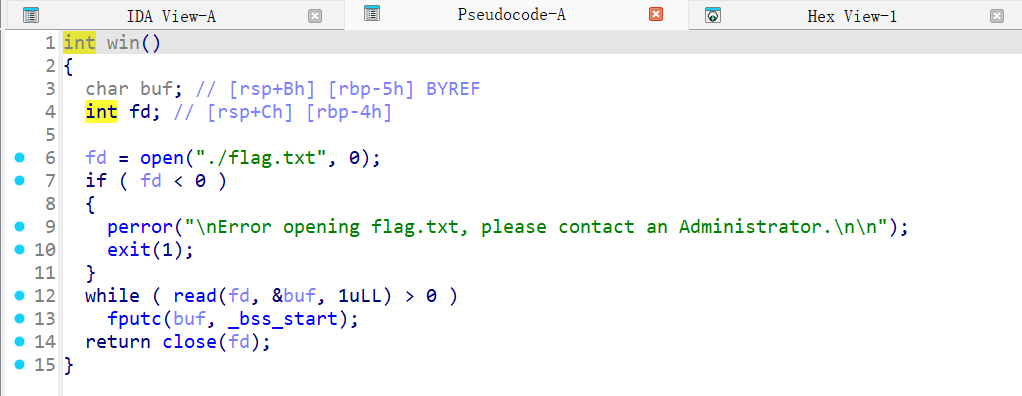 IDA View-A Pseudocode-A Hex View-1
1 int win()
2 {
3 char buf; // [rsp+Bh] [rbp-5h] BYREF
4 int fd; // [rsp+Ch] [rbp-4h]
5
6 fd = open("./flag.txt", 0);
7 if ( fd < 0 )
8 {
9 perror("\nError opening flag.txt, please contact an Administrator.\n\n");
10 exit(1);
11 }
12 while ( read(fd, &buf, 1uLL) > 0 )
13 fputc(buf, _bss_start);
14 return close(fd);
15 }